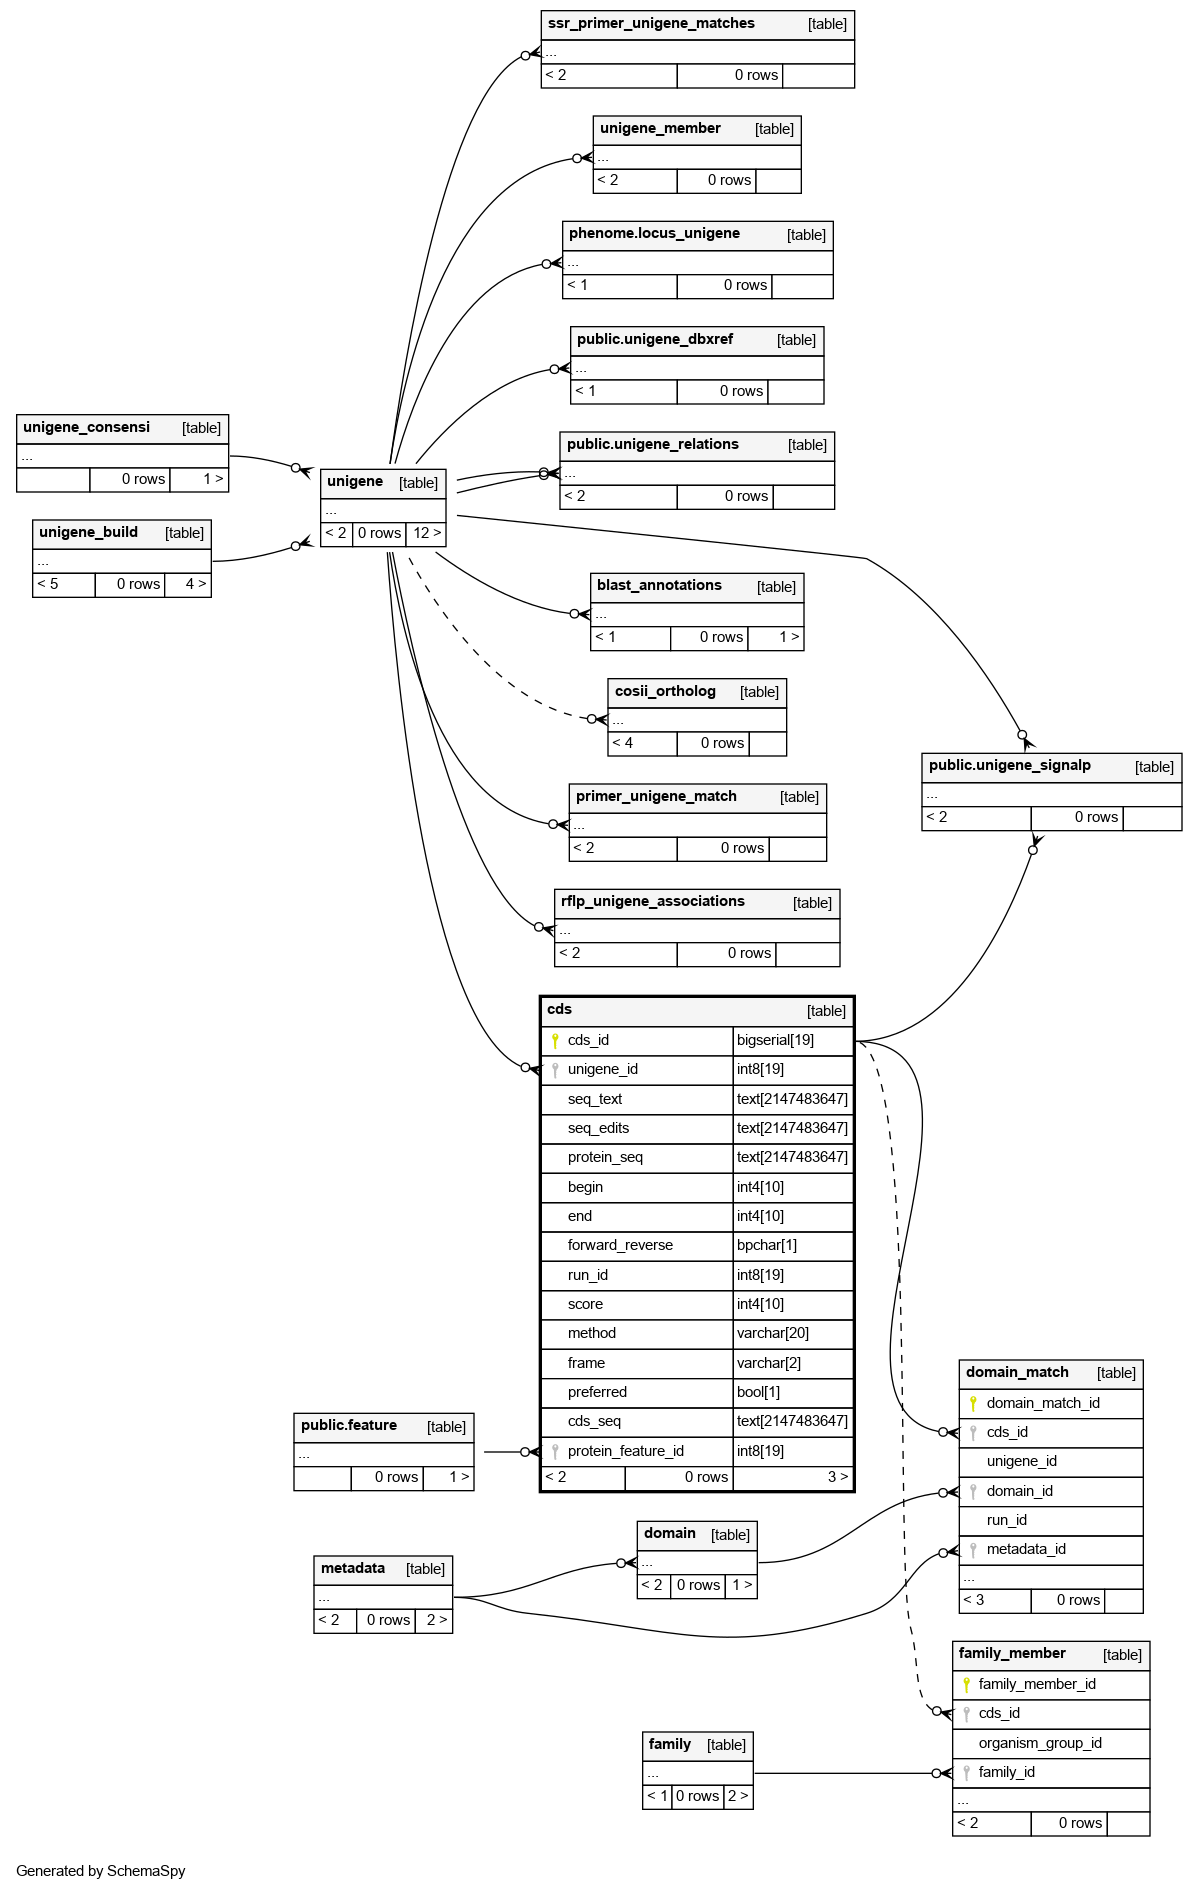 ssr_primer_unigene_matches [table]
...
< 2 0 rows
unigene_member [table]
...
< 2 0 rows
phenome.locus_unigene [table]
...
< 1 0 rows
public.unigene_dbxref [table]
...
< 1 0 rows
unigene_consensi [table]
...
0 rows 1 >
public.unigene_relations [table]
...
< 2 0 rows
unigene [table]
...
< 2 0 rows 12 >
unigene_build [table]
...
< 5 0 rows 4 >
blast_annotations [table]
...
< 1 0 rows 1 >
cosii_ortholog [table]
...
< 4 0 rows
public.unigene_signalp [table]
...
< 2 0 rows
primer_unigene_match [table]
...
< 2 0 rows
rflp_unigene_associations [table]
...
< 2 0 rows
cds [table]
cds_id bigserial[19]
unigene_id int8[19]
seq_text text[2147483647]
seq_edits text[2147483647]
protein_seq text[2147483647]
begin int4[10]
end int4[10]
forward_reverse bpchar[1]
run_id int8[19]
score int4[10]
method varchar[20]
frame varchar[2]
preferred bool[1]
cds_seq text[2147483647]
protein_feature_id int8[19]
< 2 0 rows 3 >
public.feature [table]
...
0 rows 1 >
domain_match [table]
domain_match_id
cds_id
unigene_id
domain_id
run_id
metadata_id
...
< 3 0 rows
domain [table]
...
< 2 0 rows 1 >
metadata [table]
...
< 2 0 rows 2 >
family_member [table]
family_member_id
cds_id
organism_group_id
family_id
...
< 2 0 rows
family [table]
...
< 1 0 rows 2 >
Generated by SchemaSpy